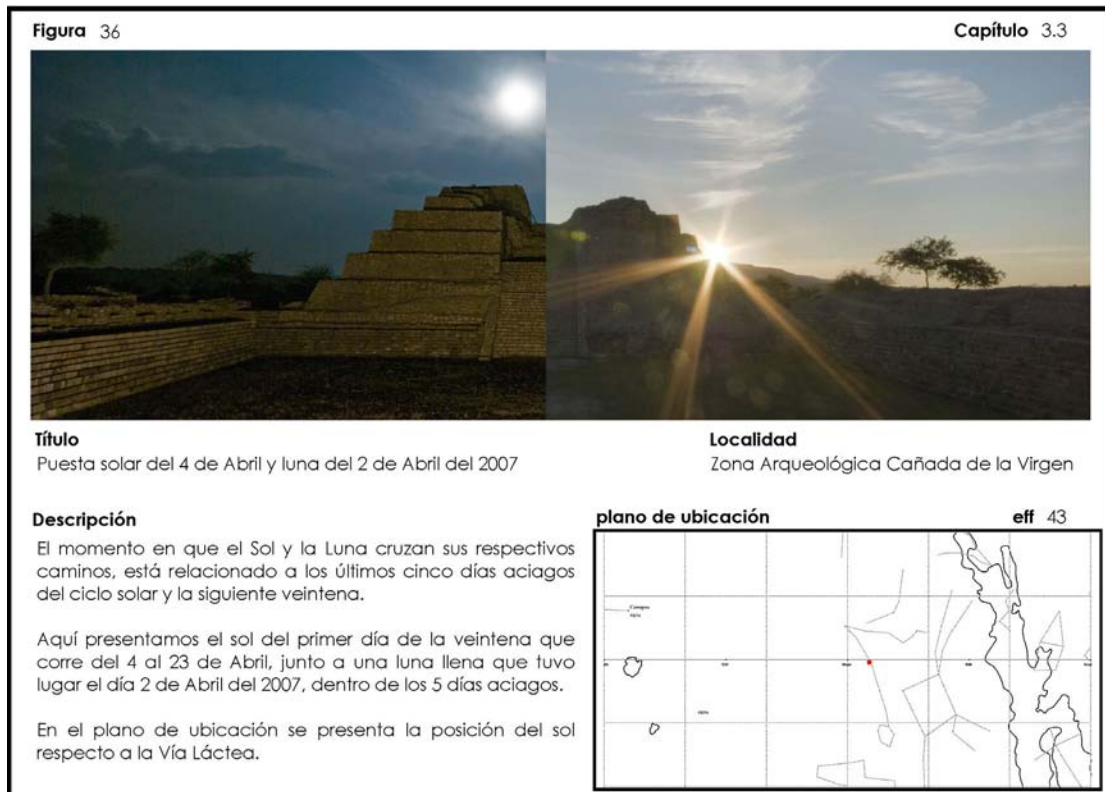 Figura 36
Capítulo 3.3
Título
Puesta solar del 4 de Abril y luna del 2 de Abril del 2007
Localidad
Zona Arqueológica Cañada de la Virgen
Descripción
El momento en que el Sol y la Luna cruzan sus respectivos
caminos, está relacionado a los últimos cinco días aciagos
del ciclo solar y la siguiente veintena.
Aquí presentamos el sol del primer día de la veintena que
corre del 4 al 23 de Abril, junto a una luna llena que tuvo
lugar el día 2 de Abril del 2007, dentro de los 5 días aciagos.
En el plano de ubicación se presenta la posición del sol
respecto a la Vía Láctea.
plano de ubicación
eff 43